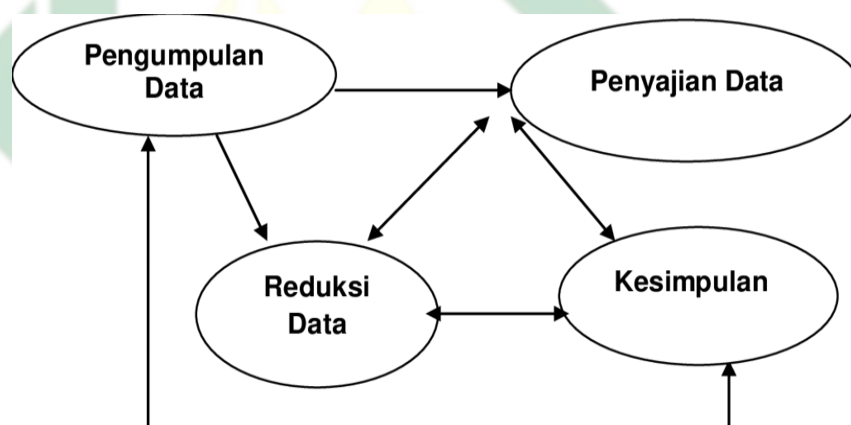 Pengumpulan
Data
Penyajian Data
Reduksi
Data
Kesimpulan